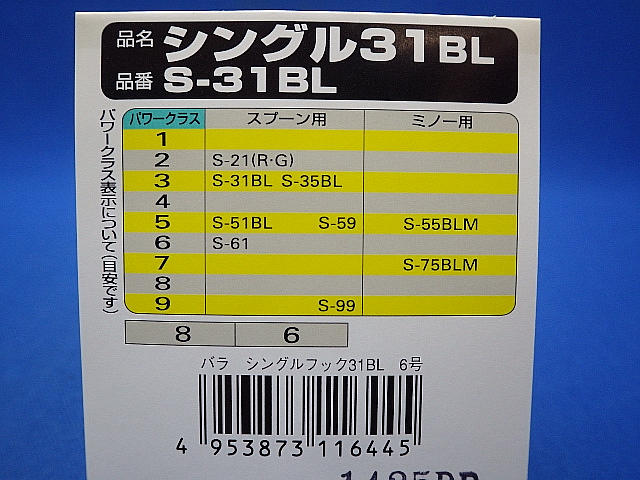 品名 シングル31BL
品番 S-31BL
パワークラス表示について(目安です)
パワークラス スプーン用 ミノー用
1
2 S-21(R·G)
3 S-31BL S-35BL
4
5 S-51BL S-59 S-55BLM
6 S-61
7 S-75BLM
8
9 S-99
8 6
バラ シングルフック31BL 6号
4 953873 116445